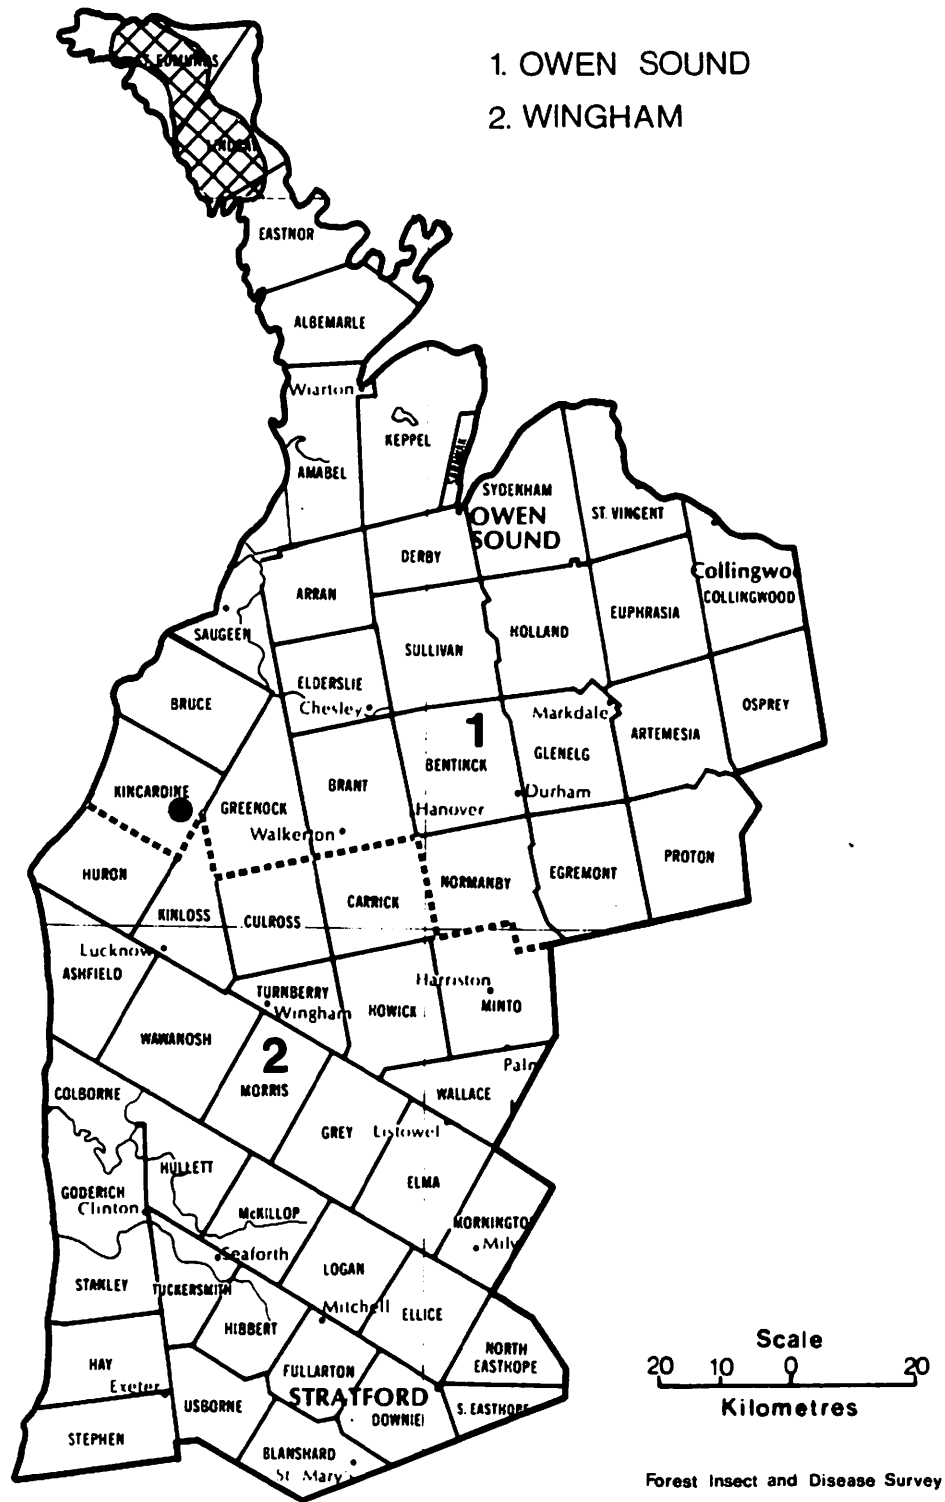 1. OWEN SOUND
2. WINGHAM
EASTNOR
ALBEMARLE
Wiarton
KEPPEL
AMABEL
SYDENHAM
OWEN
SOUND
ST. VINCENT
DERBY
Collingwo
COLLINGWOOD
ARRAN
EUPHRASIA
SAUGEEN
HOLLAND
SULLIVAN
ELDERSLIE
Chesley
BRUCE
Markdale
OSPREY
1
ARTEMESIA
GLENELG
BENTINCK
BRANT
KINCARDINE
Durham
GREENOCK
Hanover
Walkerton
PROTON
HURON
EGREMONT
NORMANBY
CARRICK
KINLOSS
CULROSS
Lucknow
ASHFIELD
Harriston
TURNBERRY
MINTO
Wingham
HOWICK
WAWANOSH
2
Palm
MORRIS
COLBORNE
WALLACE
GREY
Listowel
HULLETT
ELMA
GODERICH
Clinton
McKILLOP
MORNINGTO
Milv
Seaforth
LOGAN
STANLEY
TUCKERSMITH
Mitchell
ELLICE
HIBBERT
NORTH
EASTHOPE
HAY
FULLARTON
Exeter
STRATFORD
USBORNE
DOWNIE
S. EASTHOPE
STEPHEN
BLANSHARD
St. Mary's
Scale
20 10 0 20
Kilometres
Forest Insect and Disease Survey